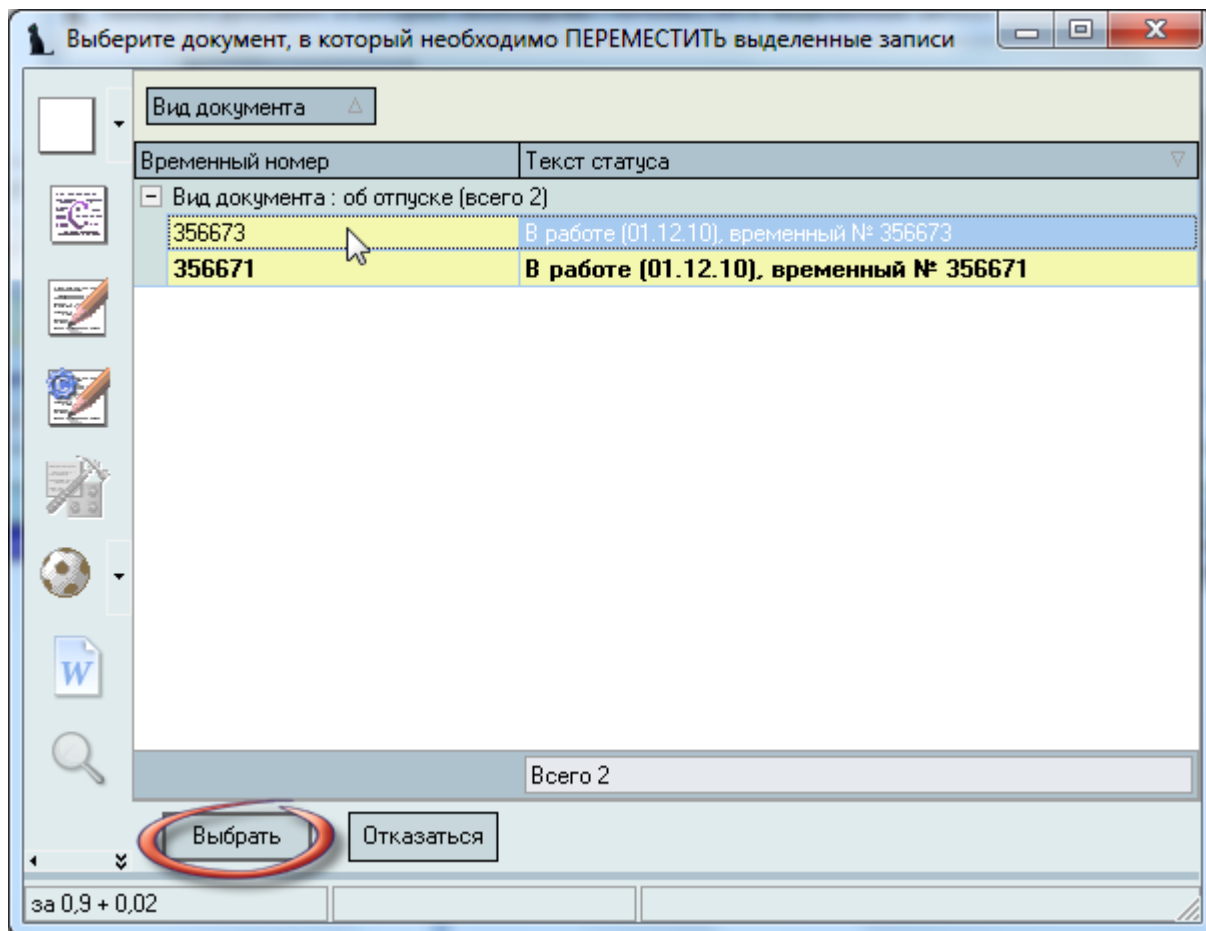 Выберите документ, в который необходимо ПЕРЕМЕСТИТЬ выделенные записи
Вид документа
Временный номер Текст статуса
Вид документа : об отпуске (всего 2)
356673 В работе (01.12.10), временный № 356673
356671 В работе (01.12.10), временный № 356671
W
Всего 2
Выбрать Отказаться
за 0,9 + 0,02